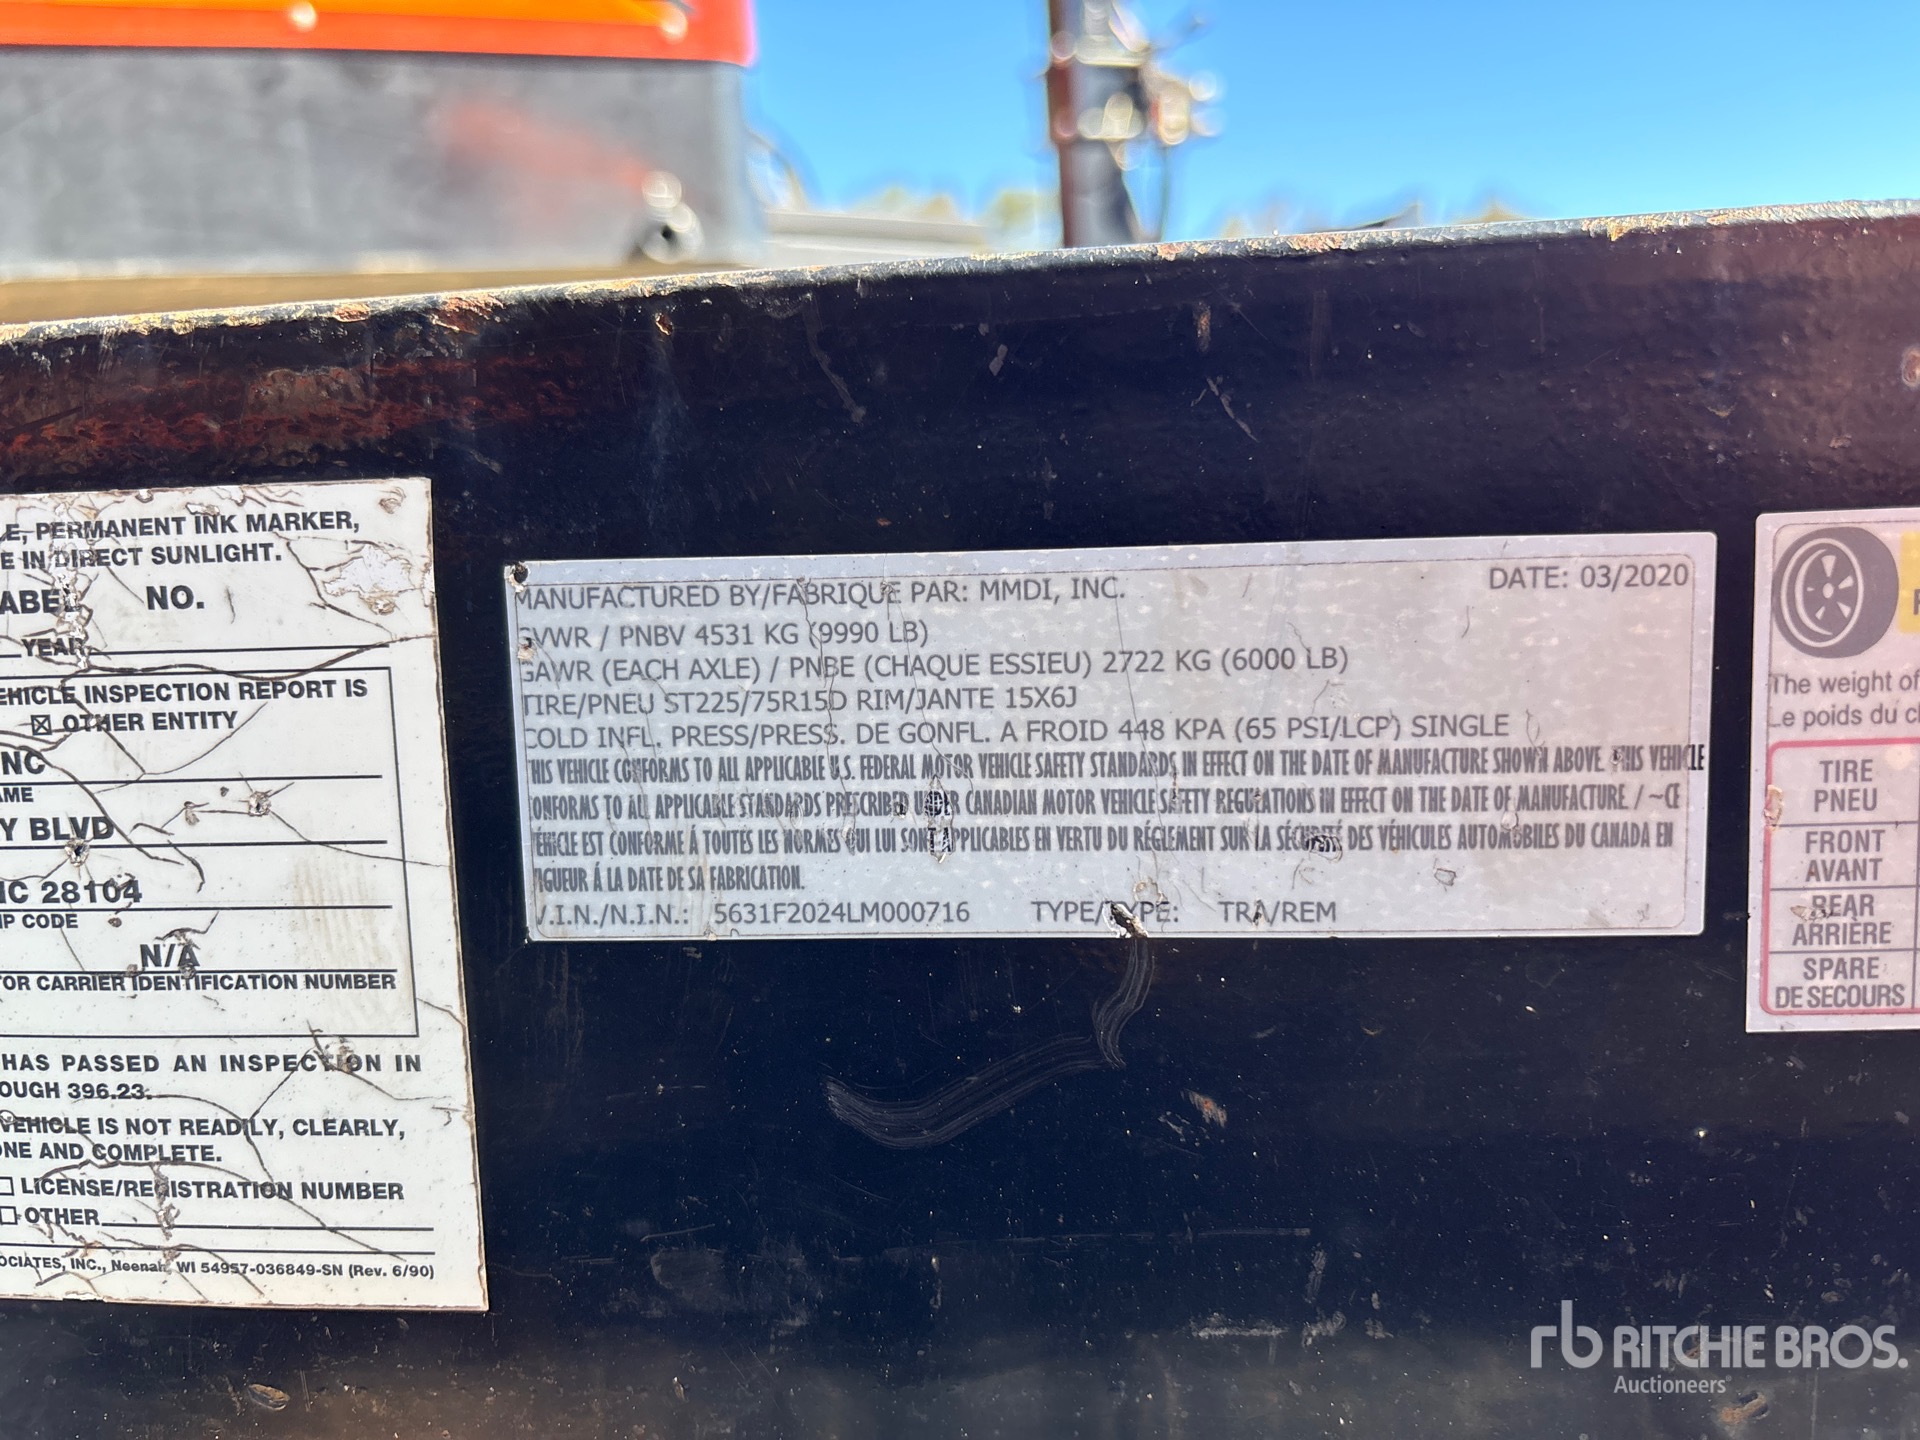 E, PERMANENT INK MARKER,
E IN DIRECT SUNLIGHT.
ABEL NO.
YEAR
EHICLE INSPECTION REPORT IS
☒ OTHER ENTITY
NC
AME
Y BLVD
NC 28104
IP CODE
N/A
OR CARRIER IDENTIFICATION NUMBER
HAS PASSED AN INSPECTION IN
OUGH 396.23.
VEHICLE IS NOT READILY, CLEARLY,
ONE AND COMPLETE.
☐ LICENSE/REGISTRATION NUMBER
☐ OTHER
OCIATES, INC., Neenah, WI 54957-0368 49-SN (Rev. 6/90)
MANUFACTURED BY/FABRIQUE PAR: MMDI, INC. DATE: 03/2020
GVWR / PNBV 4531 KG (9990 LB)
GAWR (EACH AXLE) / PNBE (CHAQUE ESSIEU) 2722 KG (6000 LB)
TIRE/PNEU ST225/75R15D RIM/JANTE 15X6J
COLD INFL. PRESS/PRESS. DE GONFL. A FROID 448 KPA (65 PSI/LCP) SINGLE
THIS VEHICLE CONFORMS TO ALL APPLICABLE U.S. FEDERAL MOTOR VEHICLE SAFETY STANDARDS IN EFFECT ON THE DATE OF MANUFACTURE SHOWN ABOVE. THIS VEHICLE
CONFORMS TO ALL APPLICABLE STANDARDS PRESCRIBED UNDER CANADIAN MOTOR VEHICLE SAFETY REGULATIONS IN EFFECT ON THE DATE OF MANUFACTURE. / ~CE
VÉHICLE EST CONFORME À TOUTES LES NORMES QUI LUI SONT APPLICABLES EN VERTU DU RÉGLEMENT SUR LA SÉCURITÉ DES VÉHICULES AUTOMOBILES DU CANADA EN
VIGUEUR Á LA DATE DE SA FABRICATION.
V.I.N./N.I.N.: 5631F2024LM000716 TYPE/TYPE: TRA/REM
The weight of
Le poids du c
TIRE
PNEU
FRONT
AVANT
REAR
ARRIÈRE
SPARE
DE SECOURS
rb RITCHIE BROS.
Auctioneers